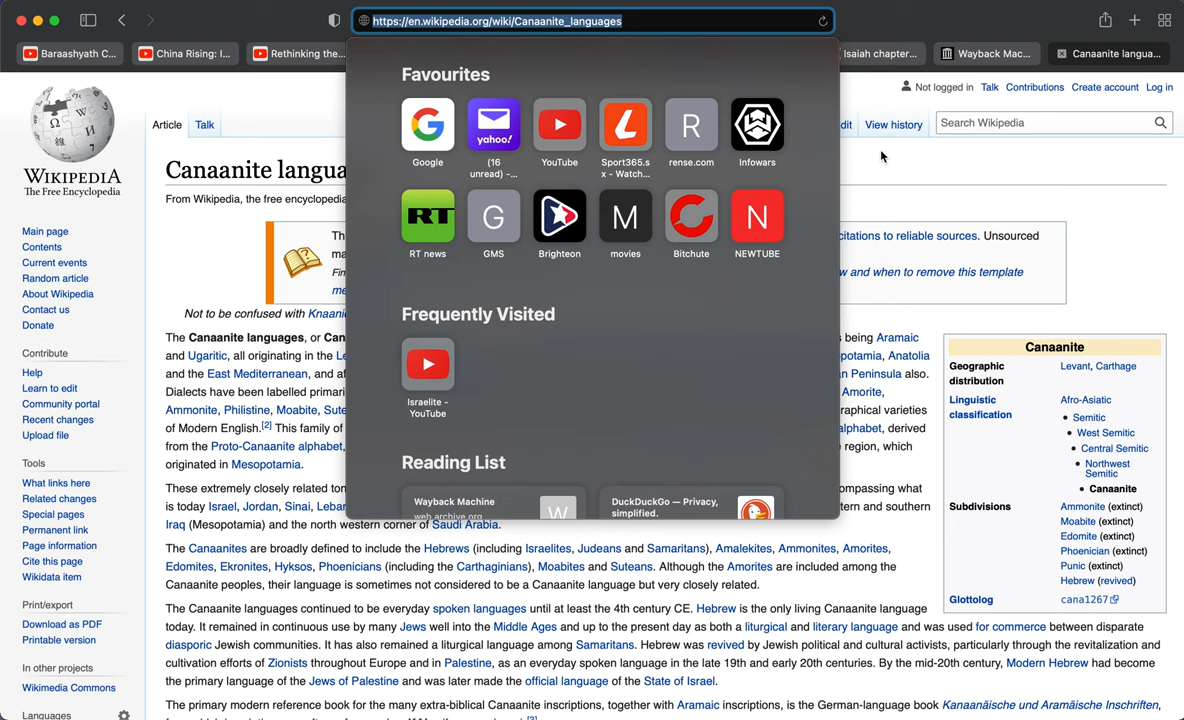 https://en.wikipedia.org/wiki/Canaanite_languages
Baraashyath C...
China Rising: I...
Rethinking the...
Isaiah chapter...
Wayback Mac...
Canaanite langua...
Not logged in Talk Contributions Create account Log in
Article Talk
dit View history
Search Wikipedia
WIKIPEDIA
The Free Encyclopedia
Main page
Contents
Current events
Random article
About Wikipedia
Contact us
Donate
Contribute
Help
Learn to edit
Community portal
Recent changes
Upload file
Tools
What links here
Related changes
Special pages
Permanent link
Page information
Cite this page
Wikidata item
Print/export
Download as PDF
Printable version
In other projects
Wikimedia Commons
Languages
Favourites
Google
yahoo!
(16
unread) -...
YouTube
Sport365.s
x - Watch...
R
rense.com
Infowars
RT
RT news
G
GMS
Brighteon
M
movies
Bitchute
N
NEWTUBE
Frequently Visited
Israelite -
YouTube
Reading List
Wayback Machine
web.archive.org
W
DuckDuckGo — Privacy,
simplified.
Canaanite langua
From Wikipedia, the free encyclopedia
Th
citations to reliable sources. Unsourced
ma
Fin
w and when to remove this template
me
Not to be confused with Knaani
The Canaanite languages, or Can
being Aramaic
and Ugaritic, all originating in the Le
potamia, Anatolia
and the East Mediterranean, and af
n Peninsula also.
Dialects have been labelled primari
Amorite,
Ammonite, Philistine, Moabite, Sute
raphical varieties
of Modern English.[2] This family of
alphabet, derived
from the Proto-Canaanite alphabet,
region, which
originated in Mesopotamia.
These extremely closely related ton
ompassing what
is today Israel, Jordan, Sinai, Leban
tern and southern
Iraq (Mesopotamia) and the north western corner of Saudi Arabia.
The Canaanites are broadly defined to include the Hebrews (including Israelites, Judeans and Samaritans), Amalekites, Ammonites, Amorites,
Edomites, Ekronites, Hyksos, Phoenicians (including the Carthaginians), Moabites and Suteans. Although the Amorites are included among the
Canaanite peoples, their language is sometimes not considered to be a Canaanite language but very closely related.
The Canaanite languages continued to be everyday spoken languages until at least the 4th century CE. Hebrew is the only living Canaanite language
today. It remained in continuous use by many Jews well into the Middle Ages and up to the present day as both a liturgical and literary language and was used for commerce between disparate
diasporic Jewish communities. It has also remained a liturgical language among Samaritans. Hebrew was revived by Jewish political and cultural activists, particularly through the revitalization and
cultivation efforts of Zionists throughout Europe and in Palestine, as an everyday spoken language in the late 19th and early 20th centuries. By the mid-20th century, Modern Hebrew had become
the primary language of the Jews of Palestine and was later made the official language of the State of Israel.
The primary modern reference book for the many extra-biblical Canaanite inscriptions, together with Aramaic inscriptions, is the German-language book Kanaanäische und Aramäische Inschriften,
Canaanite
Geographic
distribution
Levant, Carthage
Linguistic
classification
Afro-Asiatic
• Semitic
• West Semitic
• Central Semitic
• Northwest
Semitic
• Canaanite
Subdivisions
Ammonite (extinct)
Moabite (extinct)
Edomite (extinct)
Phoenician (extinct)
Punic (extinct)
Hebrew (revived)
Glottolog
cana1267